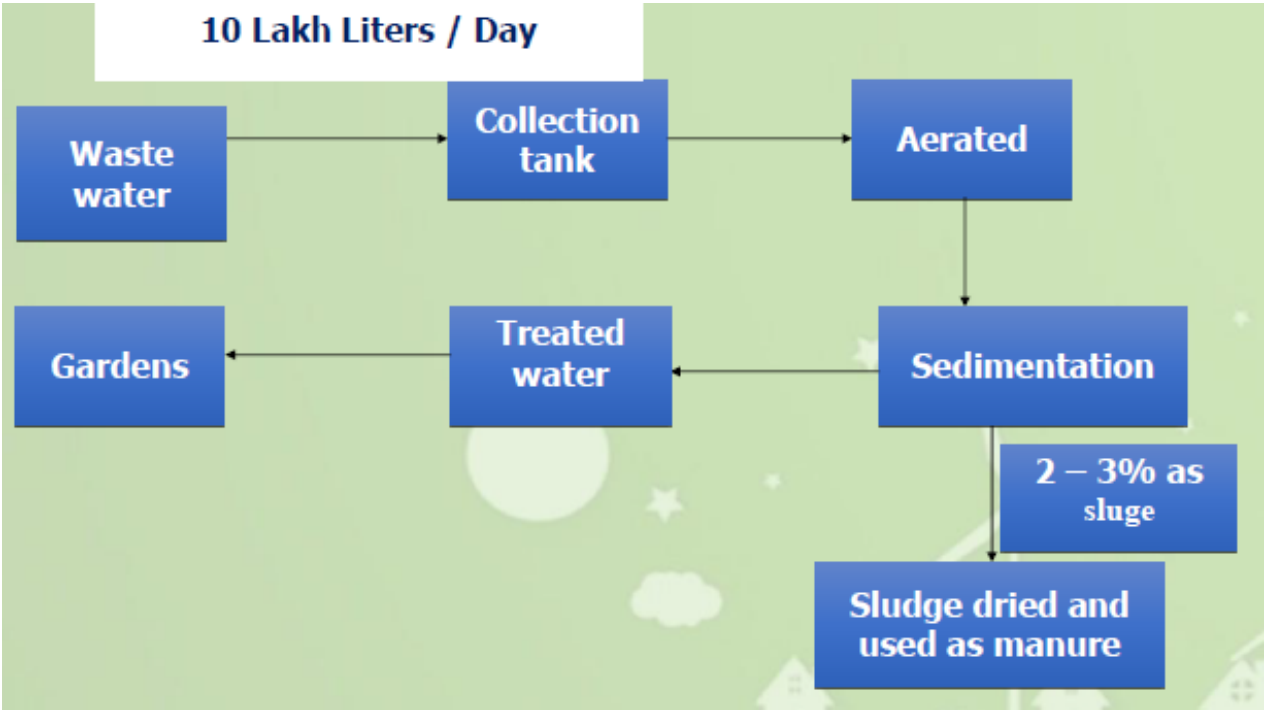 10 Lakh Liters / Day
Waste
water
Collection
tank
Aerated
Gardens
Treated
water
Sedimentation
2 – 3% as
sluge
Sludge dried and
used as manure